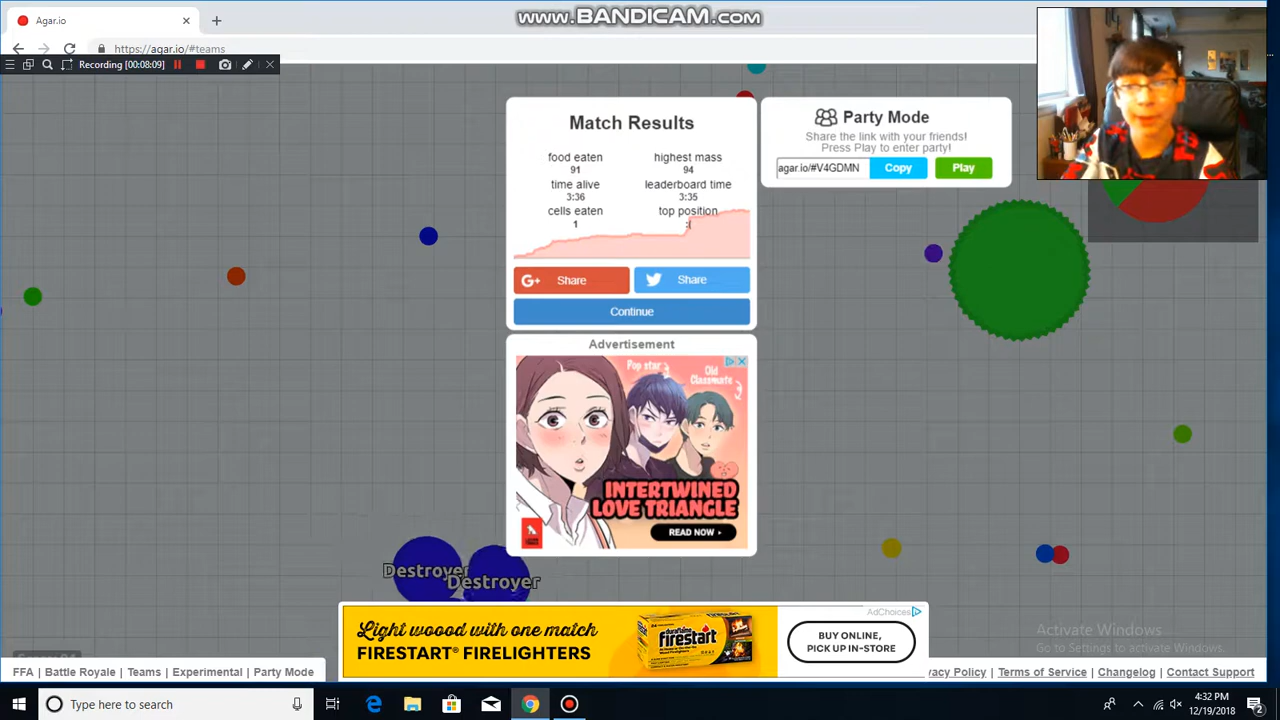 www.BANDICAM.com
Agar.io
https://agar.io/#teams
Recording [00:08:09]
Match Results
food eaten
91
highest mass
94
time alive
3:36
leaderboard time
3:35
cells eaten
1
top position
:(
G+ Share
Share
Continue
Party Mode
Share the link with your friends!
Press Play to enter party!
agar.io/#V4GDMN
Copy
Play
Advertisement
Pop star
Old
Classmate
INTERTWINED
LOVE TRIANGLE
READ NOW
Destroyer
Destroyer
AdChoices
Light woood with one match
FIRESTART® FIRELIGHTERS
duraflame
firestart
BUY ONLINE,
PICK UP IN-STORE
Activate Windows
Go to Settings to activate Windows.
FFA | Battle Royale | Teams | Experimental | Party Mode
vacy Policy | Terms of Service | Changelog | Contact Support
Type here to search
4:32 PM
12/19/2018
2